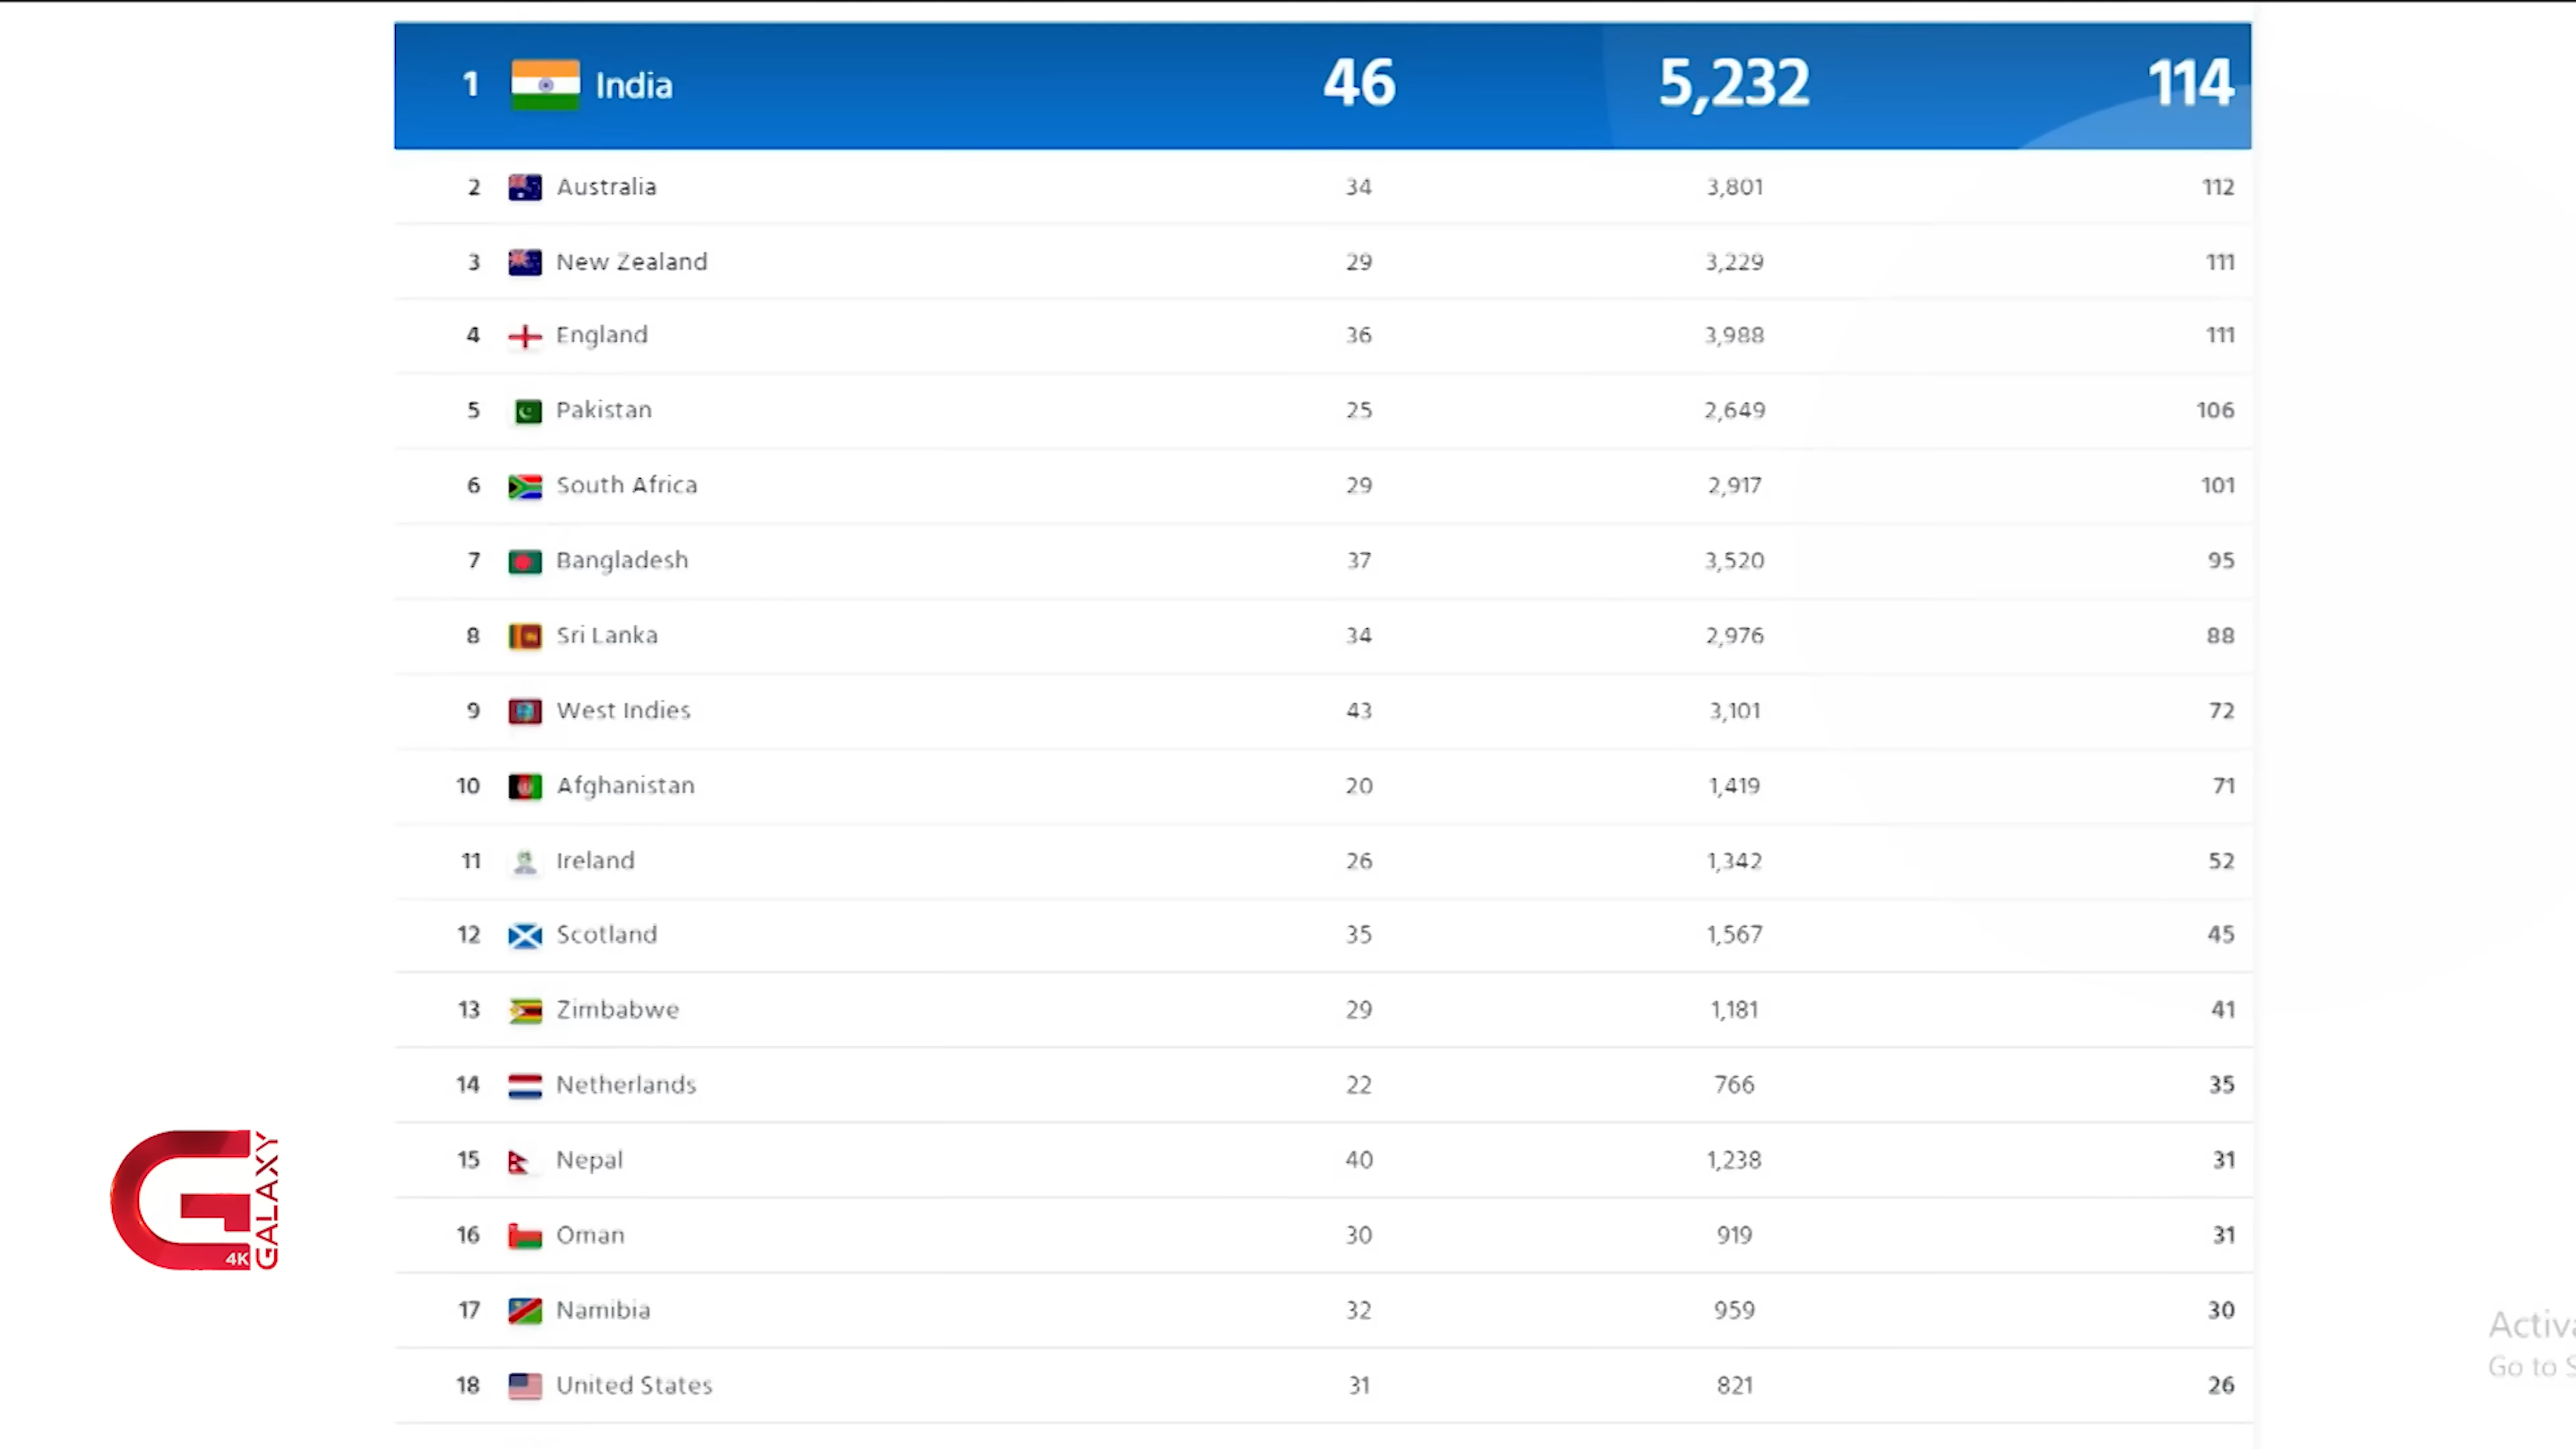 1 India 46 5,232 114
2 Australia 34 3,801 112
3 New Zealand 29 3,229 111
4 England 36 3,988 111
5 Pakistan 25 2,649 106
6 South Africa 29 2,917 101
7 Bangladesh 37 3,520 95
8 Sri Lanka 34 2,976 88
9 West Indies 43 3,101 72
10 Afghanistan 20 1,419 71
11 Ireland 26 1,342 52
12 Scotland 35 1,567 45
13 Zimbabwe 29 1,181 41
14 Netherlands 22 766 35
15 Nepal 40 1,238 31
16 Oman 30 919 31
17 Namibia 32 959 30
18 United States 31 821 26
GALAXY
4K
Activa
Go to S